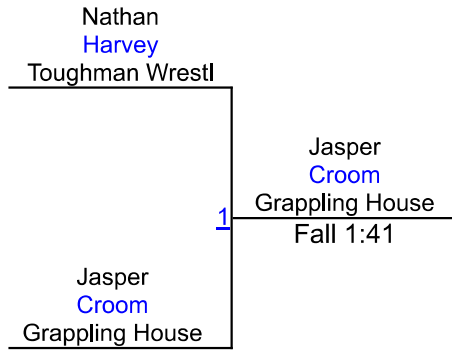 Nathan
Harvey
Toughman Wrestl
Jasper
Croom
Grappling House
1
Fall 1:41
Jasper
Croom
Grappling House